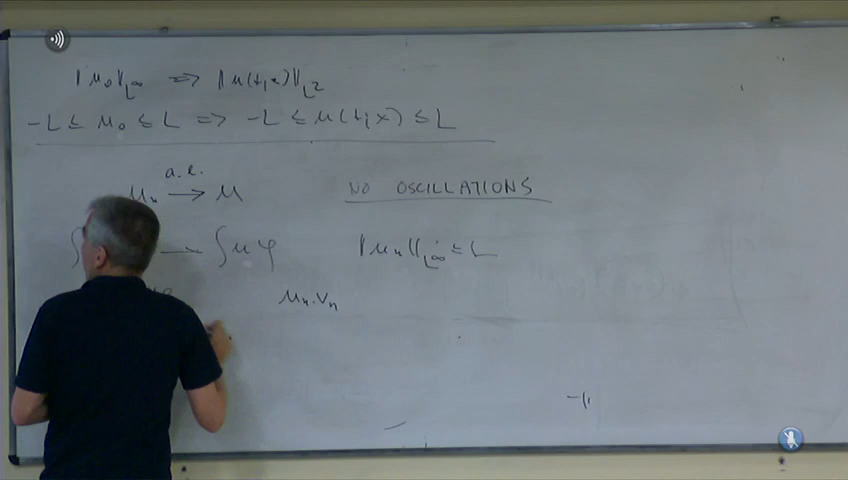 ‖u₀‖_L∞ ⟹ ‖u(t,x)‖_L²
-L ≤ u₀ ≤ L ⟹ -L ≤ u(t,x) ≤ L
uₙ →^{a.e.} u NO OSCILLATIONS
∫ → ∫ u φ ‖uₙ‖_L∞ ≤ L
uₙ·vₙ